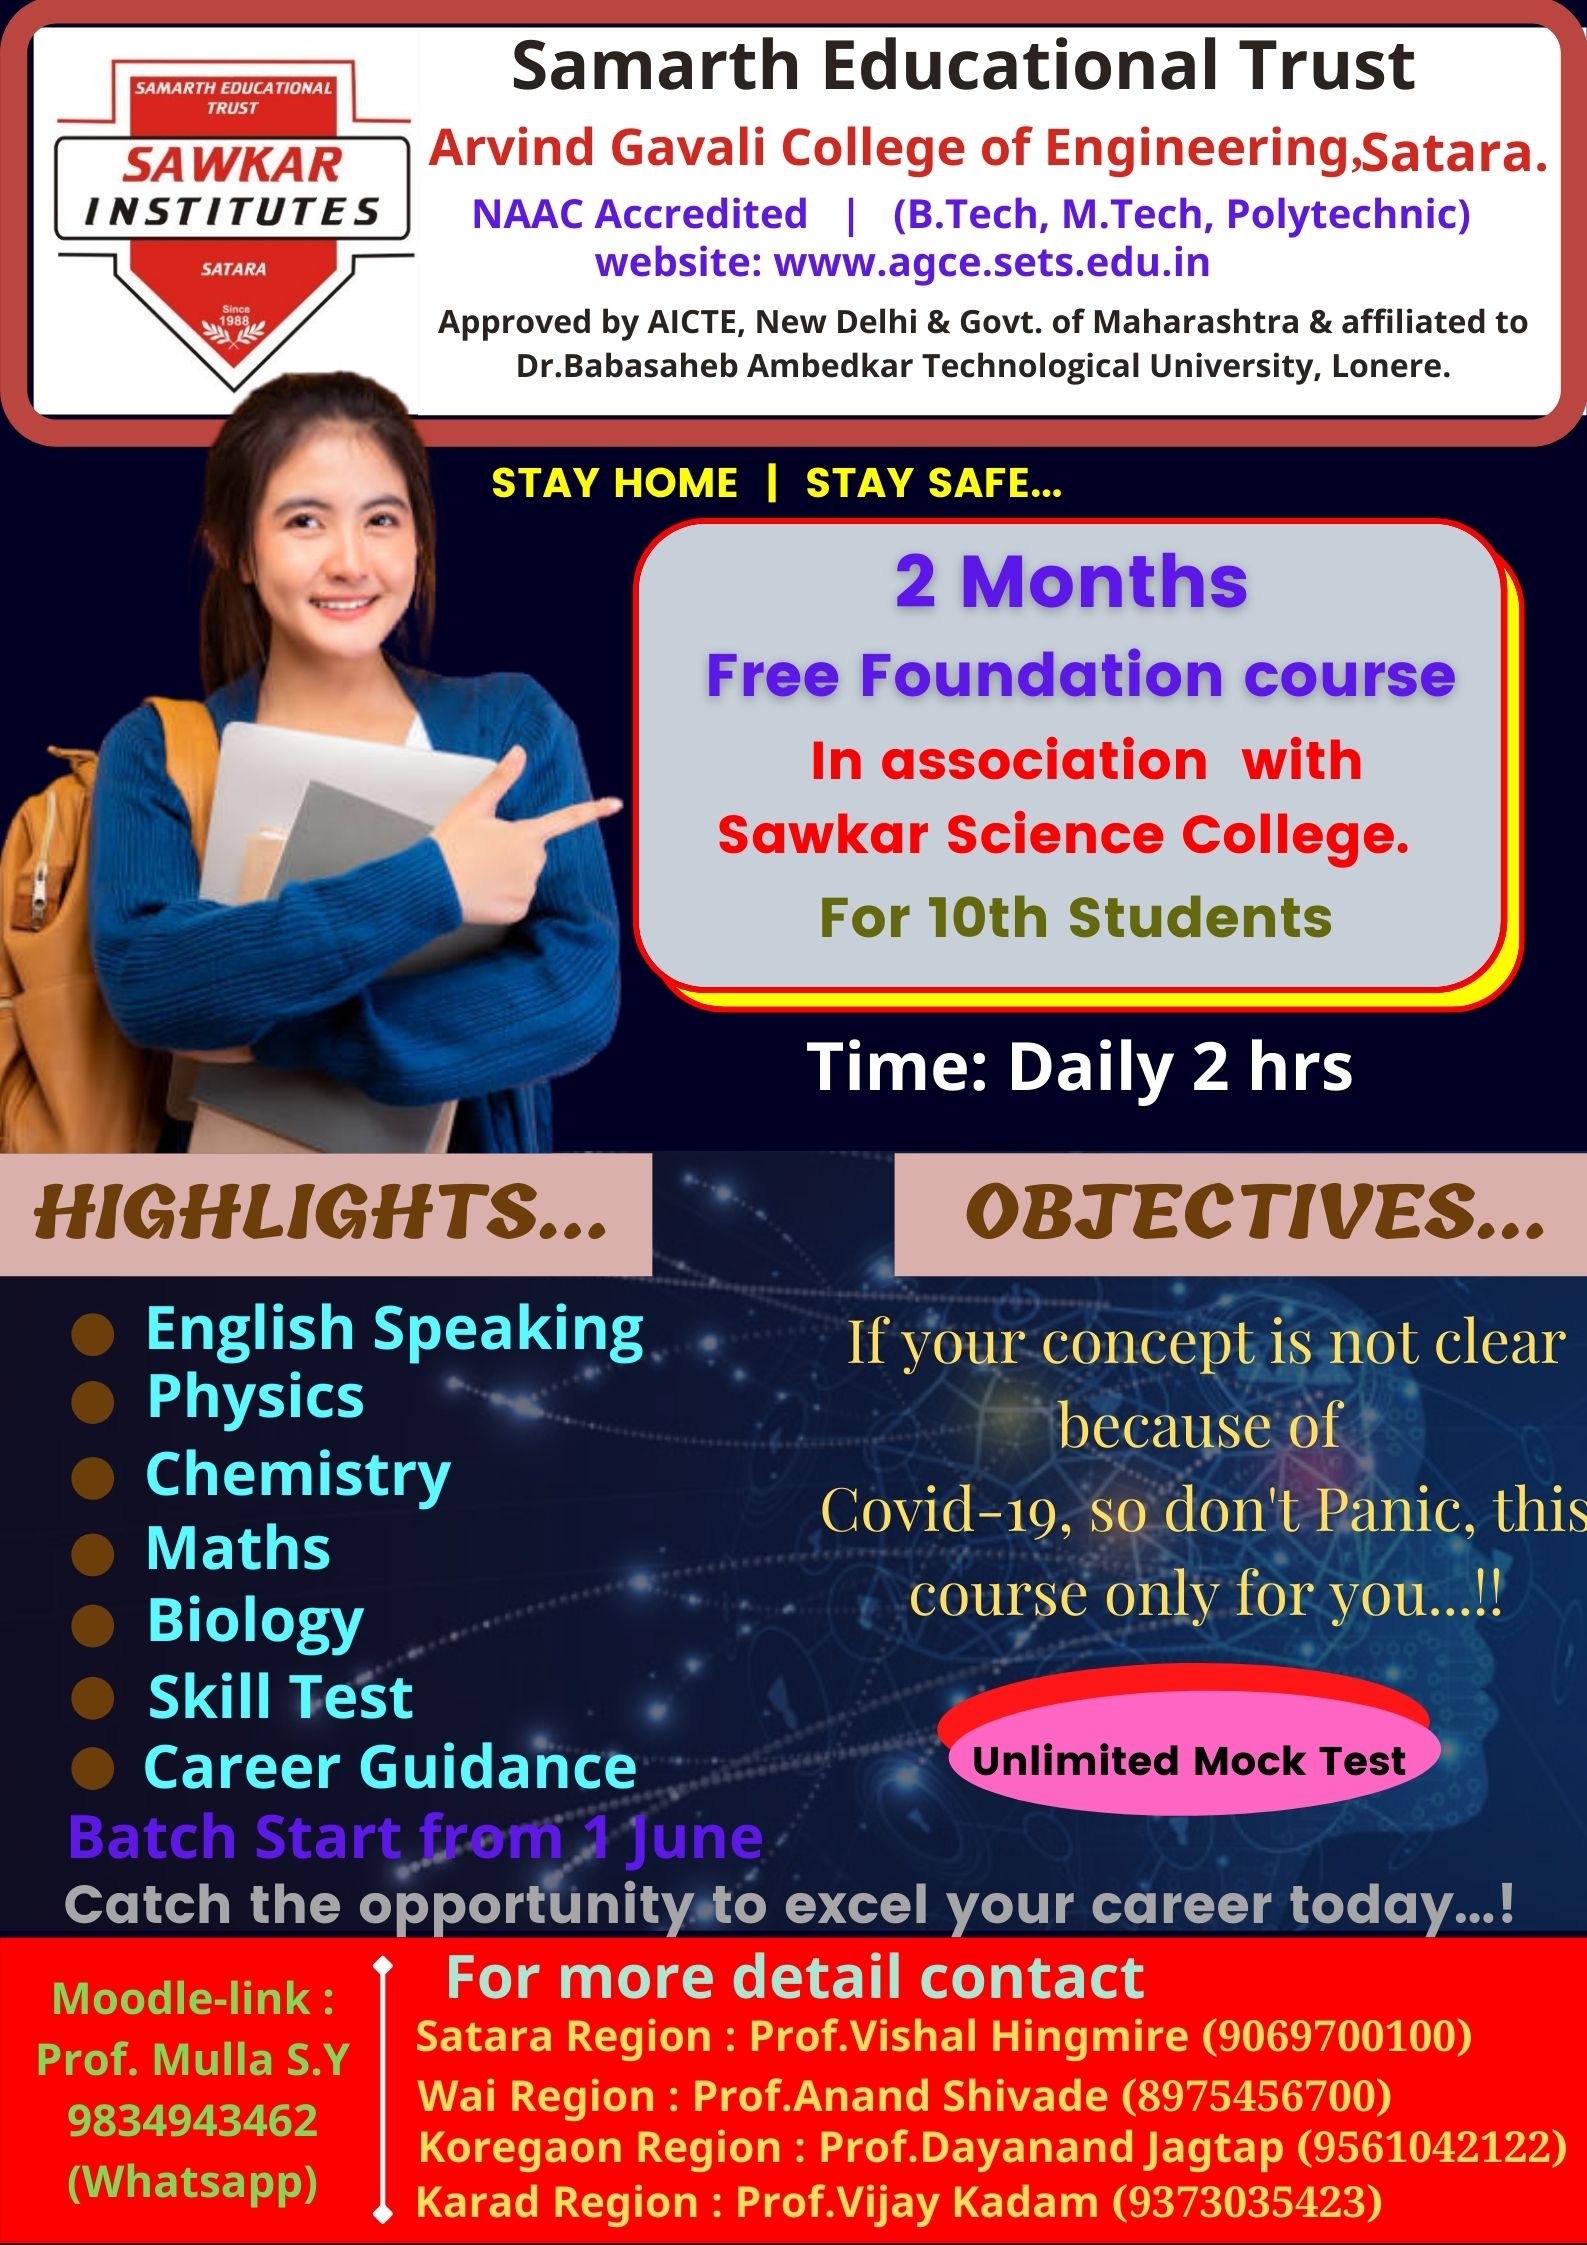 SAMARTH EDUCATIONAL
TRUST
SAWKAR
INSTITUTES
SATARA
Since
1988
Samarth Educational Trust
Arvind Gavali College of Engineering,Satara.
NAAC Accredited | (B.Tech, M.Tech, Polytechnic)
website: www.agce.sets.edu.in
Approved by AICTE, New Delhi & Govt. of Maharashtra & affiliated to
Dr.Babasaheb Ambedkar Technological University, Lonere.
STAY HOME | STAY SAFE...
2 Months
Free Foundation course
In association with
Sawkar Science College.
For 10th Students
Time: Daily 2 hrs
HIGHLIGHTS...
English Speaking
Physics
Chemistry
Maths
Biology
Skill Test
Career Guidance
Batch Start from 1 June
OBJECTIVES...
If your concept is not clear
because of
Covid-19, so don't Panic, this
course only for you...!!
Unlimited Mock Test
Catch the opportunity to excel your career today...!
Moodle-link :
Prof. Mulla S.Y
9834943462
(Whatsapp)
For more detail contact
Satara Region : Prof.Vishal Hingmire (9069700100)
Wai Region : Prof.Anand Shivade (8975456700)
Koregaon Region : Prof.Dayanand Jagtap (9561042122)
Karad Region : Prof.Vijay Kadam (9373035423)